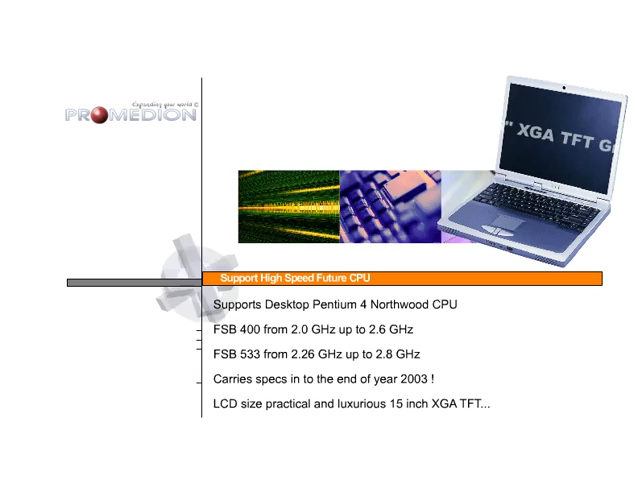 Expanding your world ©
PROMEDION
" XGA TFT G
Support High Speed Future CPU
Supports Desktop Pentium 4 Northwood CPU
FSB 400 from 2.0 GHz up to 2.6 GHz
FSB 533 from 2.26 GHz up to 2.8 GHz
Carries specs in to the end of year 2003 !
LCD size practical and luxurious 15 inch XGA TFT...